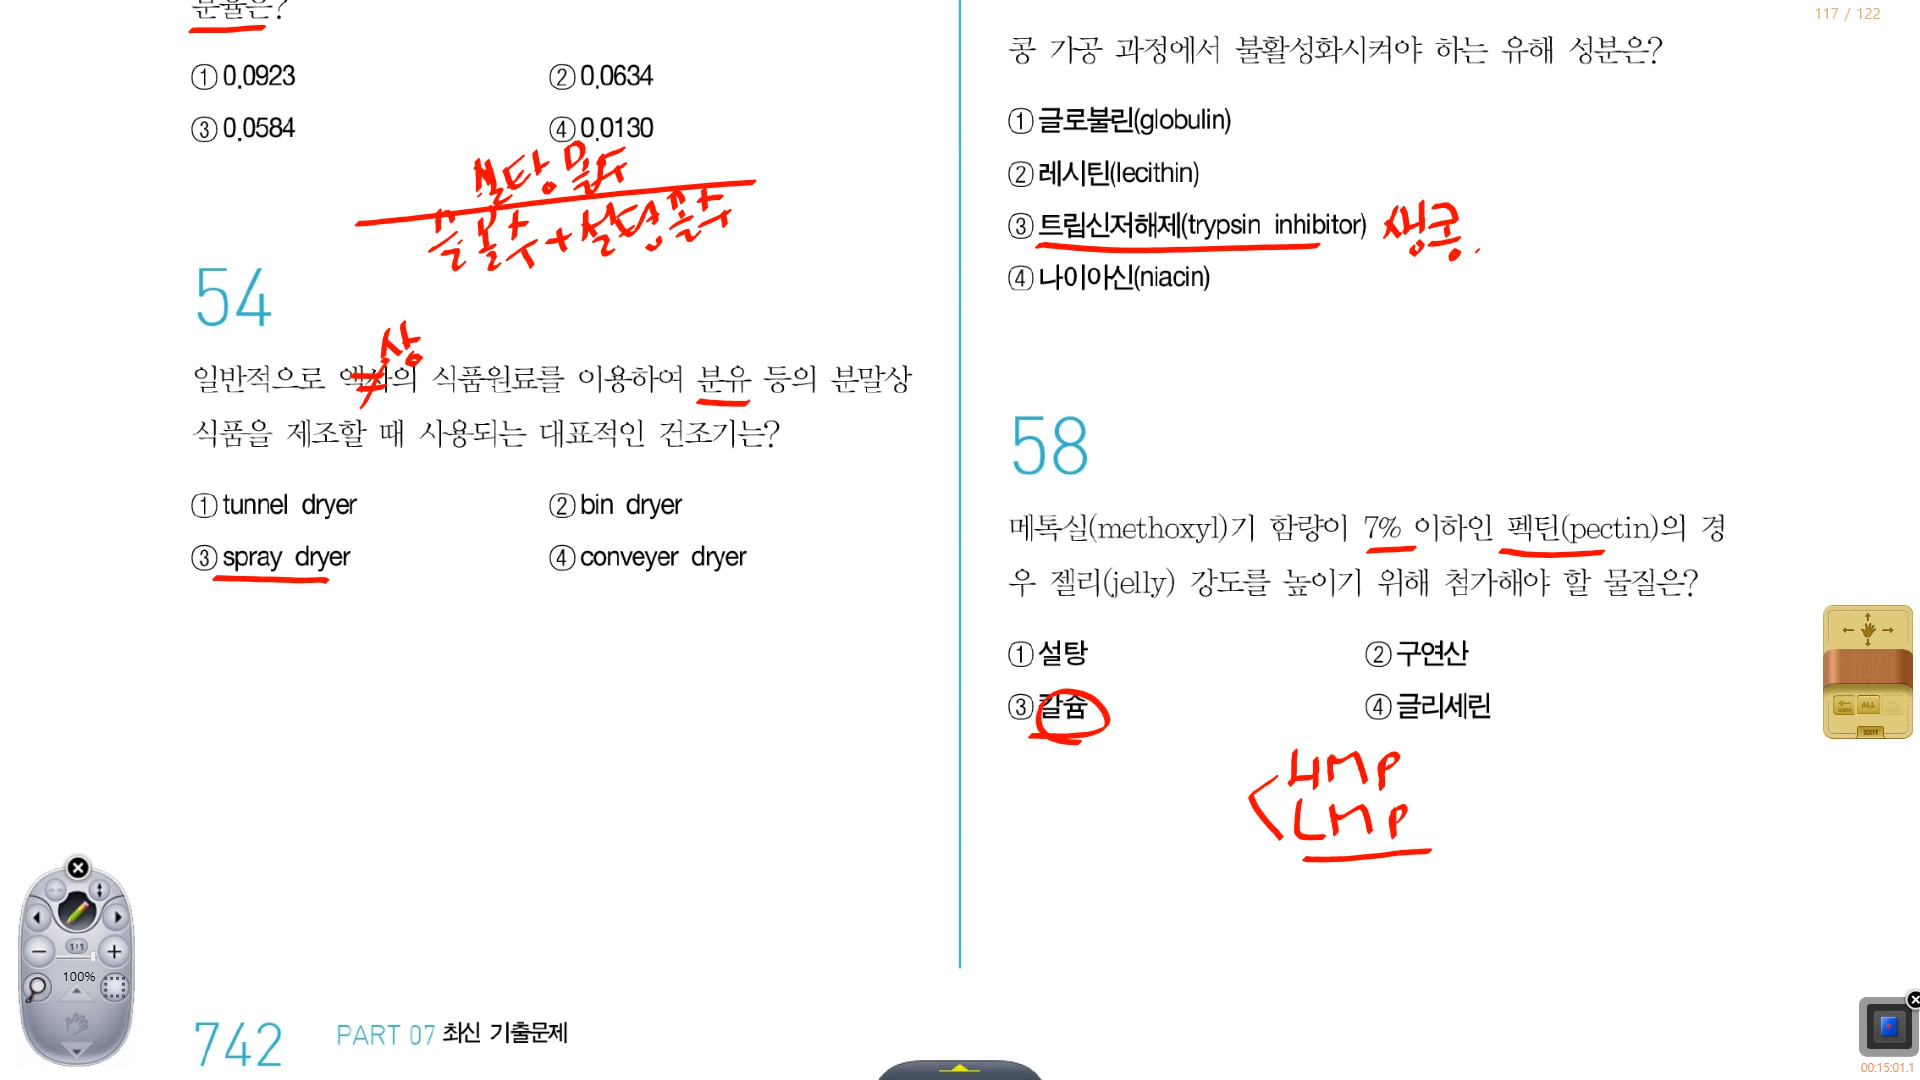 분율은?
① 0.0923
② 0.0634
③ 0.0584
④ 0.0130
설탕 몰수
물 몰수 + 설탕 몰수
54
상
일반적으로 액상의 식품원료를 이용하여 분유 등의 분말상
식품을 제조할 때 사용되는 대표적인 건조기는?
① tunnel dryer
② bin dryer
③ spray dryer
④ conveyer dryer
742
PART 07 최신 기출문제
117 / 122
콩 가공 과정에서 불활성화시켜야 하는 유해 성분은?
① 글로불린(globulin)
② 레시틴(lecithin)
③ 트립신저해제(trypsin inhibitor) 생콩.
④ 나이아신(niacin)
58
메톡실(methoxyl)기 함량이 7% 이하인 펙틴(pectin)의 경
우 젤리(jelly) 강도를 높이기 위해 첨가해야 할 물질은?
① 설탕
② 구연산
③ 칼슘
④ 글리세린
HMP
LMP
ALL
EXIT
1:1
100%
00:15:01.1